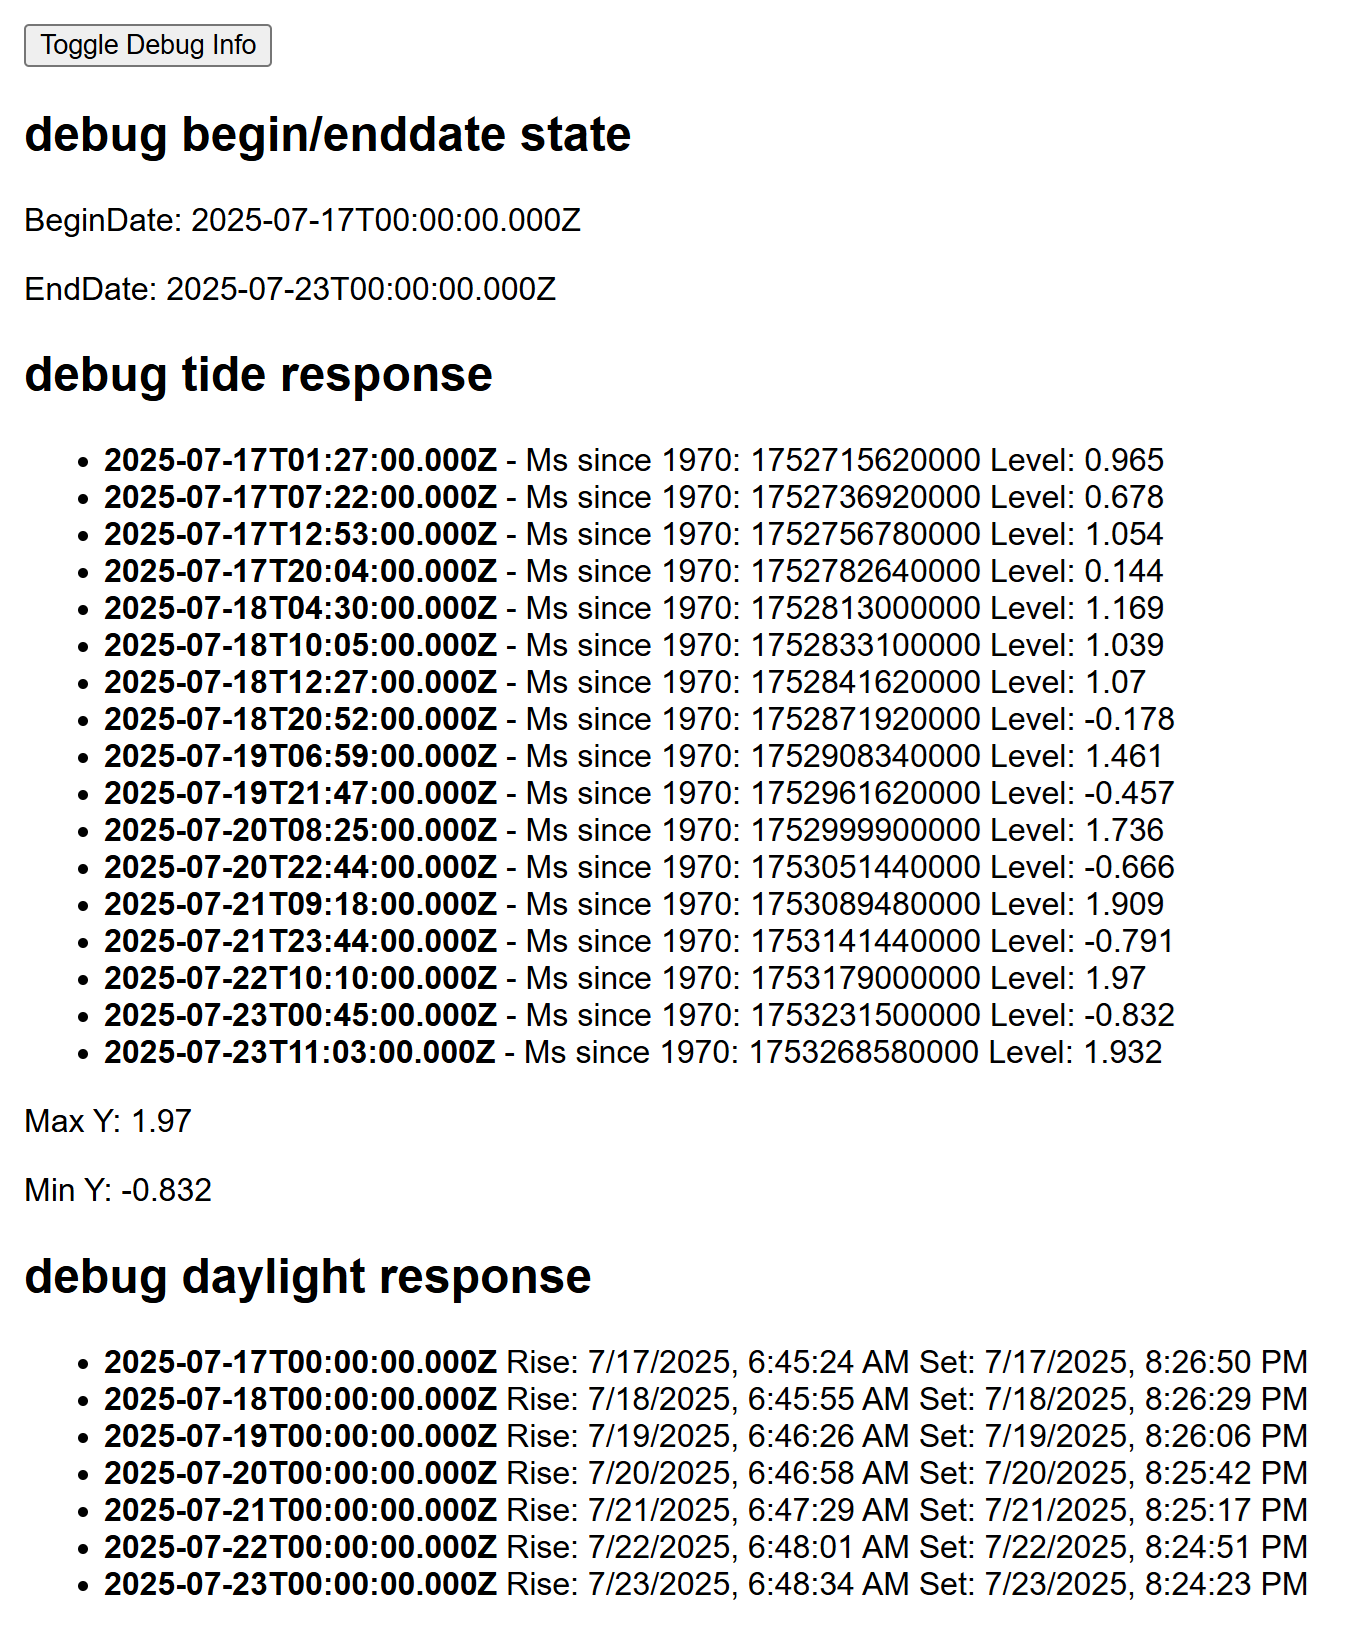 Toggle Debug Info
debug begin/enddate state
BeginDate: 2025-07-17T00:00:00.000Z
EndDate: 2025-07-23T00:00:00.000Z
debug tide response
• 2025-07-17T01:27:00.000Z - Ms since 1970: 1752715620000 Level: 0.965
• 2025-07-17T07:22:00.000Z - Ms since 1970: 1752736920000 Level: 0.678
• 2025-07-17T12:53:00.000Z - Ms since 1970: 1752756780000 Level: 1.054
• 2025-07-17T20:04:00.000Z - Ms since 1970: 1752782640000 Level: 0.144
• 2025-07-18T04:30:00.000Z - Ms since 1970: 1752813000000 Level: 1.169
• 2025-07-18T10:05:00.000Z - Ms since 1970: 1752833100000 Level: 1.039
• 2025-07-18T12:27:00.000Z - Ms since 1970: 1752841620000 Level: 1.07
• 2025-07-18T20:52:00.000Z - Ms since 1970: 1752871920000 Level: -0.178
• 2025-07-19T06:59:00.000Z - Ms since 1970: 1752908340000 Level: 1.461
• 2025-07-19T21:47:00.000Z - Ms since 1970: 1752961620000 Level: -0.457
• 2025-07-20T08:25:00.000Z - Ms since 1970: 1752999900000 Level: 1.736
• 2025-07-20T22:44:00.000Z - Ms since 1970: 1753051440000 Level: -0.666
• 2025-07-21T09:18:00.000Z - Ms since 1970: 1753089480000 Level: 1.909
• 2025-07-21T23:44:00.000Z - Ms since 1970: 1753141440000 Level: -0.791
• 2025-07-22T10:10:00.000Z - Ms since 1970: 1753179000000 Level: 1.97
• 2025-07-23T00:45:00.000Z - Ms since 1970: 1753231500000 Level: -0.832
• 2025-07-23T11:03:00.000Z - Ms since 1970: 1753268580000 Level: 1.932
Max Y: 1.97
Min Y: -0.832
debug daylight response
• 2025-07-17T00:00:00.000Z Rise: 7/17/2025, 6:45:24 AM Set: 7/17/2025, 8:26:50 PM
• 2025-07-18T00:00:00.000Z Rise: 7/18/2025, 6:45:55 AM Set: 7/18/2025, 8:26:29 PM
• 2025-07-19T00:00:00.000Z Rise: 7/19/2025, 6:46:26 AM Set: 7/19/2025, 8:26:06 PM
• 2025-07-20T00:00:00.000Z Rise: 7/20/2025, 6:46:58 AM Set: 7/20/2025, 8:25:42 PM
• 2025-07-21T00:00:00.000Z Rise: 7/21/2025, 6:47:29 AM Set: 7/21/2025, 8:25:17 PM
• 2025-07-22T00:00:00.000Z Rise: 7/22/2025, 6:48:01 AM Set: 7/22/2025, 8:24:51 PM
• 2025-07-23T00:00:00.000Z Rise: 7/23/2025, 6:48:34 AM Set: 7/23/2025, 8:24:23 PM